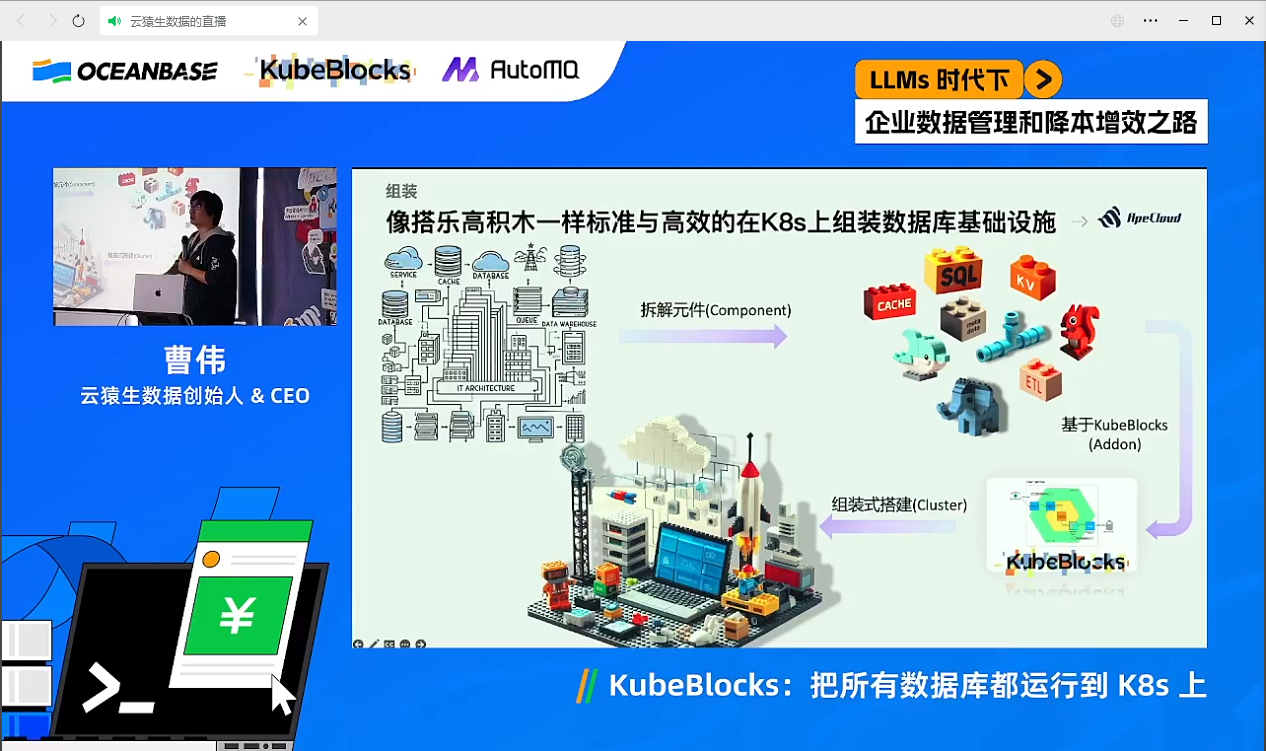 云猿生数据的直播
OCEANBASE
KubeBlocks
AutoMQ
LLMs 时代下
企业数据管理和降本增效之路
曹伟
云猿生数据创始人 & CEO
组装
像搭乐高积木一样标准与高效的在K8s上组装数据库基础设施
ApeCloud
SERVICE
CACHE
DATABASE
DATABASE
QUEUE
DATA WAREHOUSE
IT ARCHITECTURE
拆解元件(Component)
CACHE
SQL
KV
meta
data
ETL
基于KubeBlocks
(Addon)
组装式搭建(Cluster)
KubeBlocks
¥
>_
KubeBlocks：把所有数据库都运行到 K8s 上